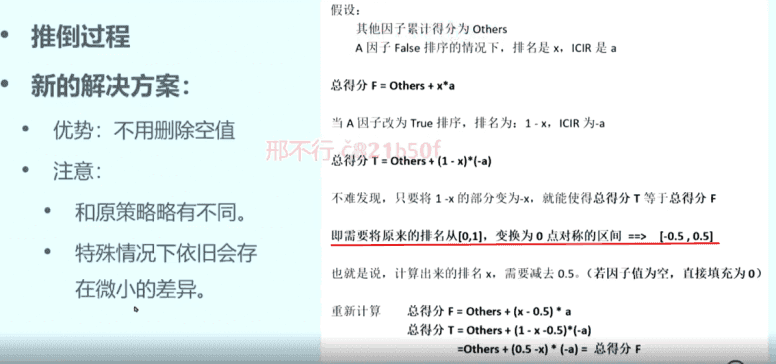 推倒过程
新的解决方案：
优势：不用删除空值
注意：
和原策略略有不同。
特殊情况下依旧会存
在微小的差异。
假设：
其他因子累计得分为 Others
A 因子 False 排序的情况下，排名是 x，ICIR 是 a
总得分 F = Others + x*a
当 A 因子改为 True 排序，排名为：1 - x，ICIR 为-a
邢不行
总得分 T = Others + (1 - x)*(-a)
不难发现，只要将 1 -x 的部分变为-x，就能使得总得分 T 等于总得分 F
即需要将原来的排名从[0,1]，变换为 0 点对称的区间 ==> [-0.5 , 0.5]
也就是说，计算出来的排名 x，需要减去 0.5。（若因子值为空，直接填充为 0）
重新计算 总得分 F = Others + (x - 0.5) * a
总得分 T = Others + (1 - x -0.5)*(-a)
=Others + (0.5 -x) * (-a) = 总得分 F